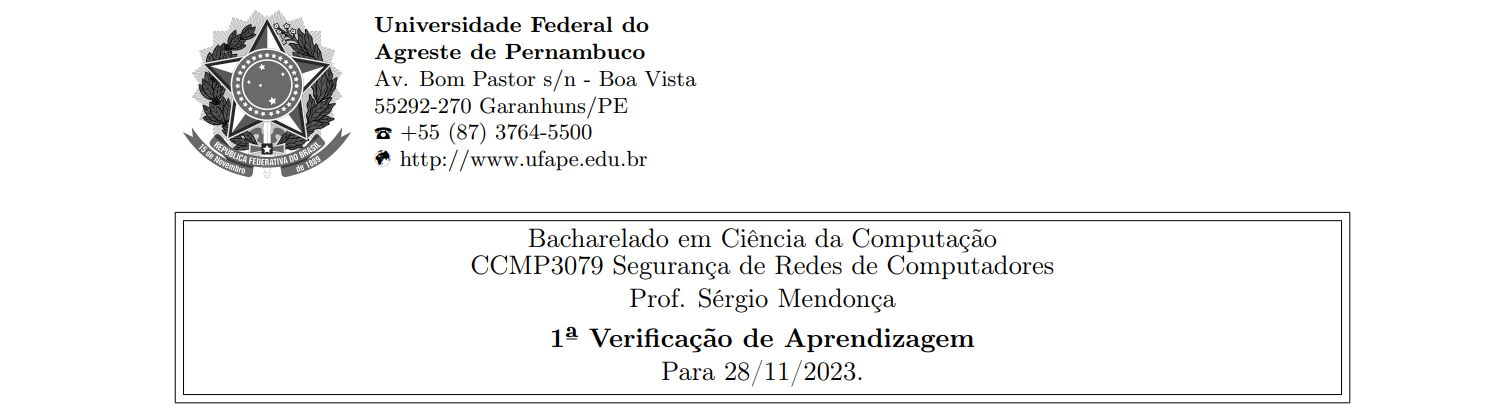 REPÚBLICA FEDERATIVA DO BRASIL
15 de Novembro
de 1889
Universidade Federal do
Agreste de Pernambuco
Av. Bom Pastor s/n - Boa Vista
55292-270 Garanhuns/PE
☎ +55 (87) 3764-5500
http://www.ufape.edu.br
Bacharelado em Ciência da Computação
CCMP3079 Segurança de Redes de Computadores
Prof. Sérgio Mendonça
1ª Verificação de Aprendizagem
Para 28/11/2023.